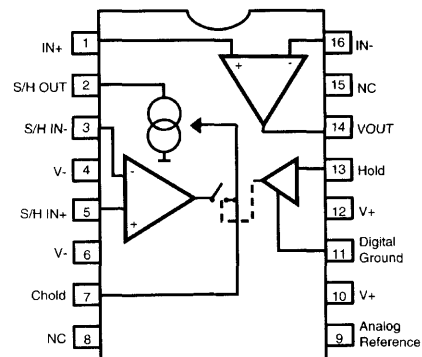 IN+ 1 + - 16 IN-
S/H OUT 2 15 NC
S/H IN- 3 14 VOUT
V- 4 - 13 Hold
S/H IN+ 5 + 12 V+
V- 6 11 Digital
Ground
Chold 7 10 V+
NC 8 9 Analog
Reference